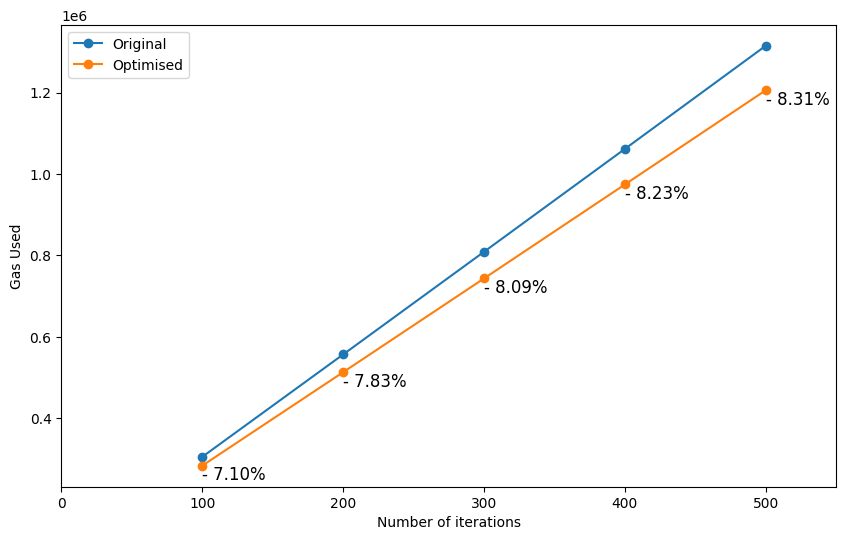 1e6
Original
Optimised
1.2
1.0
0.8
0.6
0.4
Gas Used
- 8.31%
- 8.23%
- 8.09%
- 7.83%
- 7.10%
0 100 200 300 400 500
Number of iterations